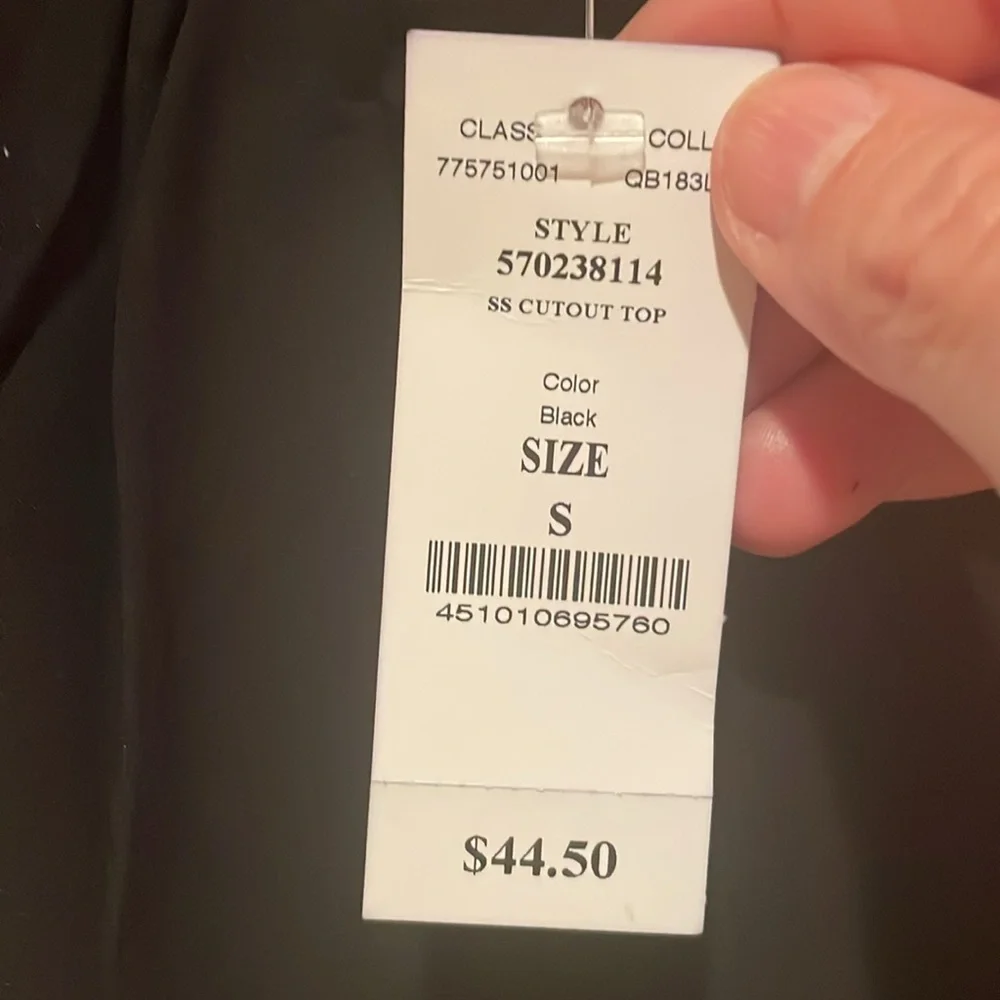 CLASS COLL
775751001 QB183L
STYLE
570238114
SS CUTOUT TOP
Color
Black
SIZE
S
451010695760
$44.50